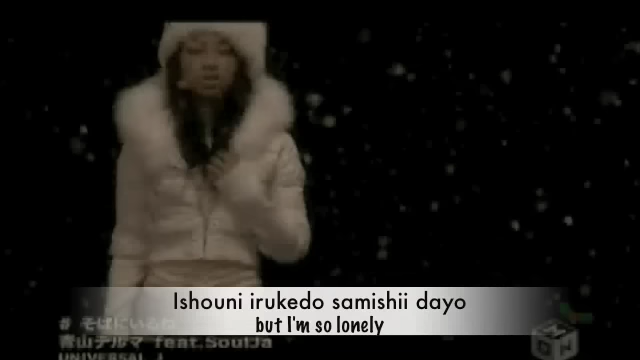 Ishouni irukedo samishii dayo
but I'm so lonely
# そばにいるね
青山テルマ feat.SoulJa
UNIVERSAL J
M ON